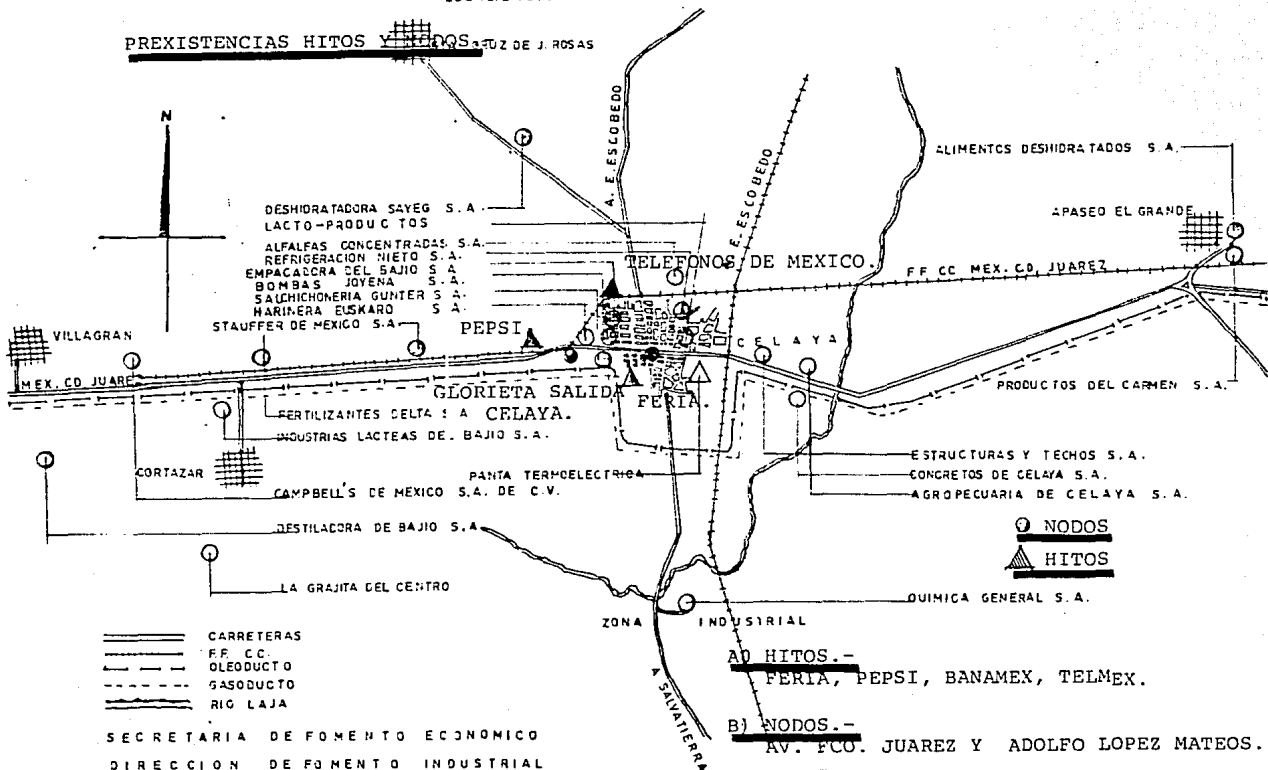 PREXISTENCIAS HITOS Y NODOS.-
CRUZ DE J. ROSAS
N
A. E. ESCOBEDO
E. ESCOBEDO
ALIMENTOS DESHIDRATADOS S.A.
APASEO EL GRANDE
DESHIDRATADORA SAYEG S.A.
LACTO-PRODUCTOS
ALFALFAS CONCENTRADAS S.A.
REFRIGERACION NIETO S.A.
EMPACADORA DEL BAJIO S A
BOMBAS JOYENA S.A.
SALCHICHONERIA GUNTER S A.
HARINERA EUSKARO S A.
STAUFFER DE MEXICO S.A
TELEFONOS DE MEXICO.
F.F. CC MEX. CD. JUAREZ
VILLAGRAN
PEPSI
CELAYA
MEX. CD JUARE
GLORIETA SALIDA
CELAYA.
FERIA.
PRODUCTOS DEL CARMEN S.A.
FERTILIZANTES DELTA S A
INDUSTRIAS LACTEAS DE. BAJIO S.A.
CORTAZAR
PANTA TERMOELECTRICA
ESTRUCTURAS Y TECHOS S.A.
CONCRETOS DE CELAYA S.A.
AGROPECUARIA DE CELAYA S.A.
CAMPBELL'S DE MEXICO S.A. DE C.V.
DESTILADORA DE BAJIO S.A
NODOS
HITOS
LA GRAJITA DEL CENTRO
QUIMICA GENERAL S.A.
ZONA INDUSTRIAL
CARRETERAS
F.F. C.C.
OLEODUCTO
GASODUCTO
RIO LAJA
A SALVATIERRA
A) HITOS.-
FERIA, PEPSI, BANAMEX, TELMEX.
B) NODOS.-
AV. FCO. JUAREZ Y ADOLFO LOPEZ MATEOS.
SECRETARIA DE FOMENTO ECONOMICO
DIRECCION DE FOMENTO INDUSTRIAL